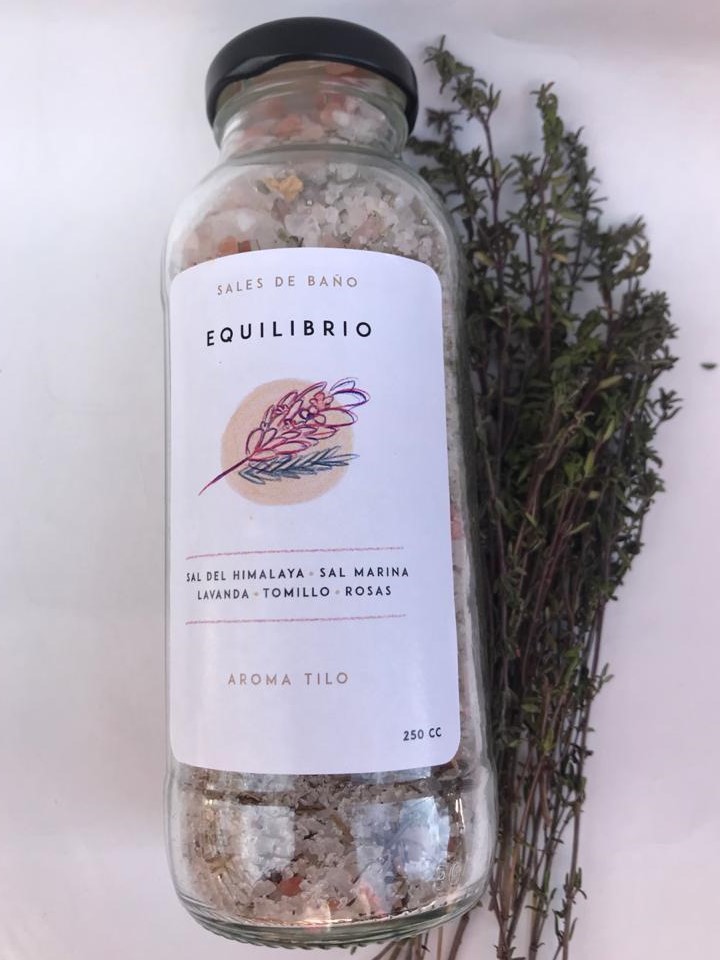 SALES DE BAÑO
EQUILIBRIO
SAL DEL HIMALAYA • SAL MARINA
LAVANDA • TOMILLO • ROSAS
AROMA TILO
250 CC